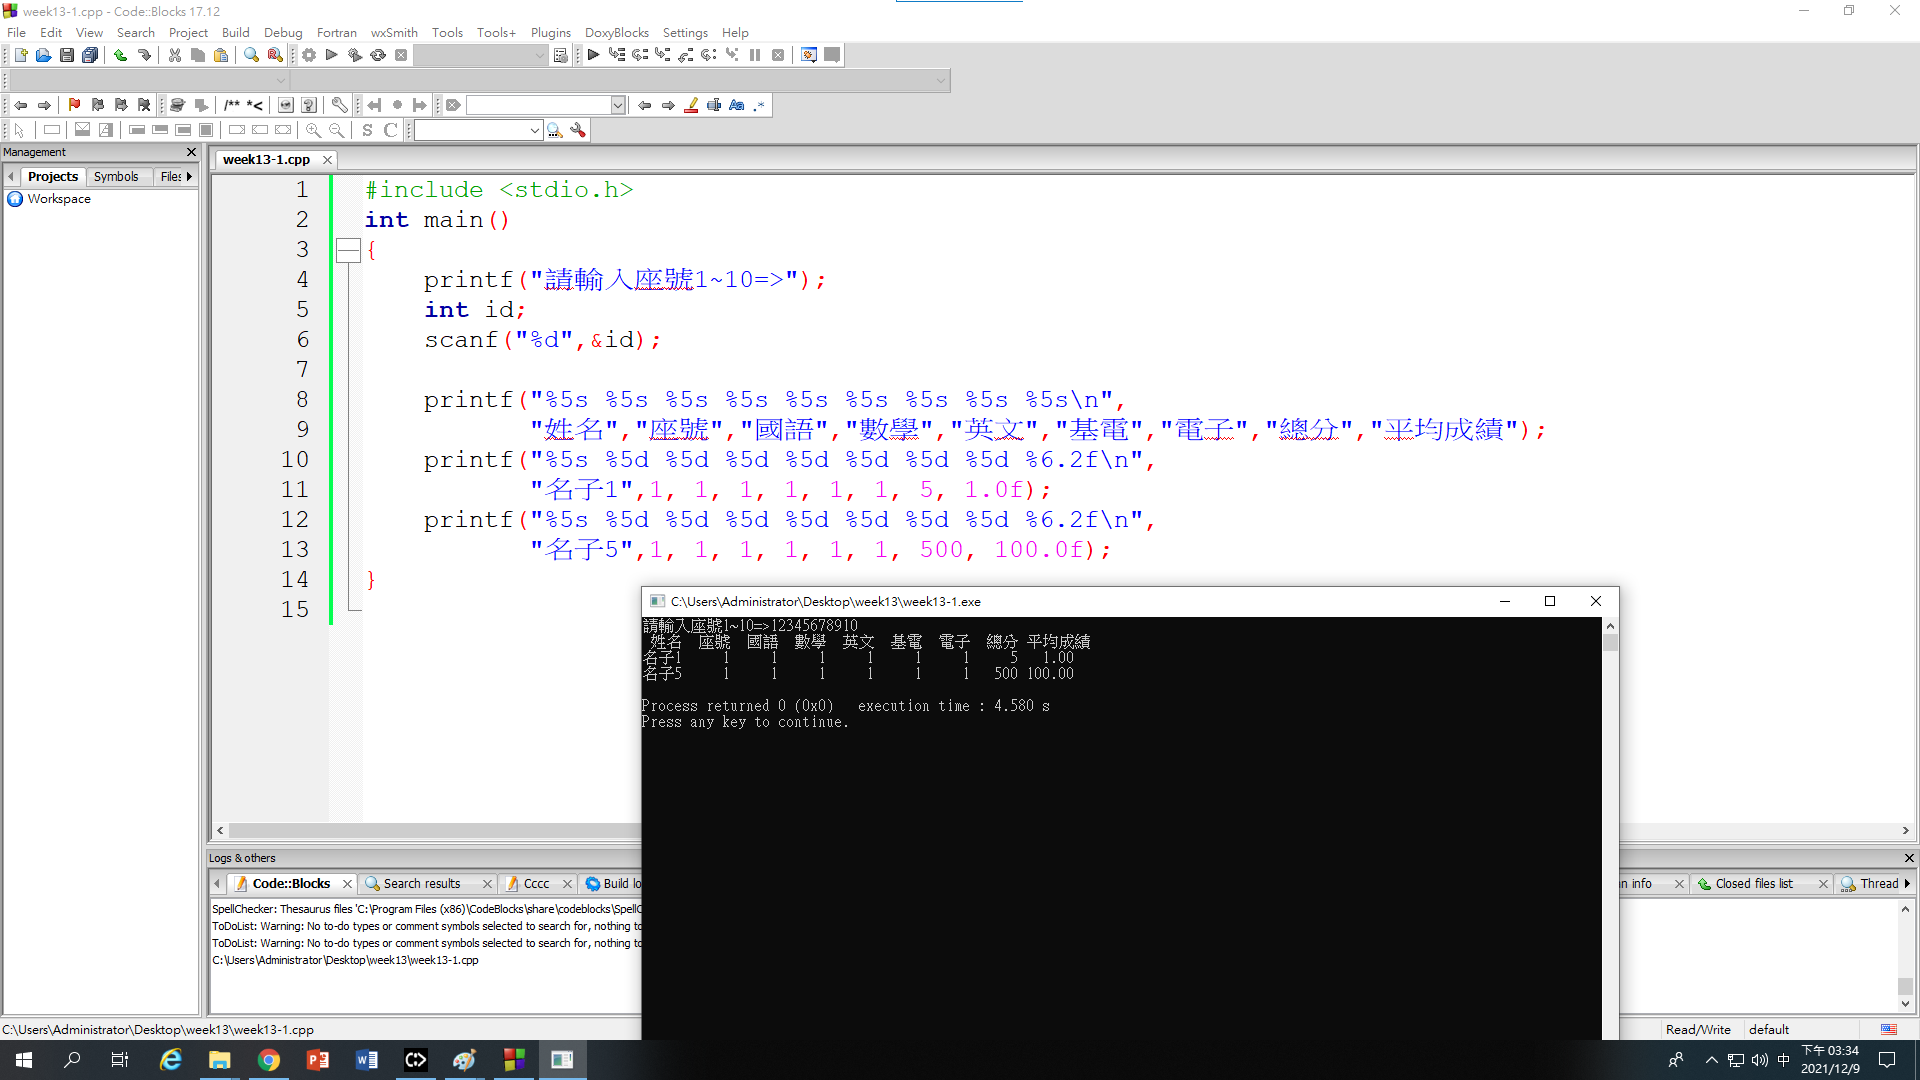 week13-1.cpp - Code::Blocks 17.12
File Edit View Search Project Build Debug Fortran wxSmith Tools Tools+ Plugins DoxyBlocks Settings Help
/** *<
S C
Management
Projects Symbols Files
Workspace
week13-1.cpp
1 #include <stdio.h>
2 int main()
3 {
4 printf("請輸入座號1~10=>");
5 int id;
6 scanf("%d",&id);
7
8 printf("%5s %5s %5s %5s %5s %5s %5s %5s %5s\n",
9 "姓名","座號","國語","數學","英文","基電","電子","總分","平均成績");
10 printf("%5s %5d %5d %5d %5d %5d %5d %5d %6.2f\n",
11 "名子1",1, 1, 1, 1, 1, 1, 5, 1.0f);
12 printf("%5s %5d %5d %5d %5d %5d %5d %5d %6.2f\n",
13 "名子5",1, 1, 1, 1, 1, 1, 500, 100.0f);
14 }
15
C:\Users\Administrator\Desktop\week13\week13-1.exe
請輸入座號1~10=>12345678910
姓名 座號 國語 數學 英文 基電 電子 總分 平均成績
名子1 1 1 1 1 1 1 5 1.00
名子5 1 1 1 1 1 1 500 100.00
Process returned 0 (0x0) execution time : 4.580 s
Press any key to continue.
Logs & others
Code::Blocks Search results Cccc Build lo n info Closed files list Thread
SpellChecker: Thesaurus files 'C:\Program Files (x86)\CodeBlocks\share\codeblocks\SpellC
ToDoList: Warning: No to-do types or comment symbols selected to search for, nothing to
ToDoList: Warning: No to-do types or comment symbols selected to search for, nothing to
C:\Users\Administrator\Desktop\week13\week13-1.cpp
C:\Users\Administrator\Desktop\week13\week13-1.cpp Read/Write default
中 下午 03:34
2021/12/9